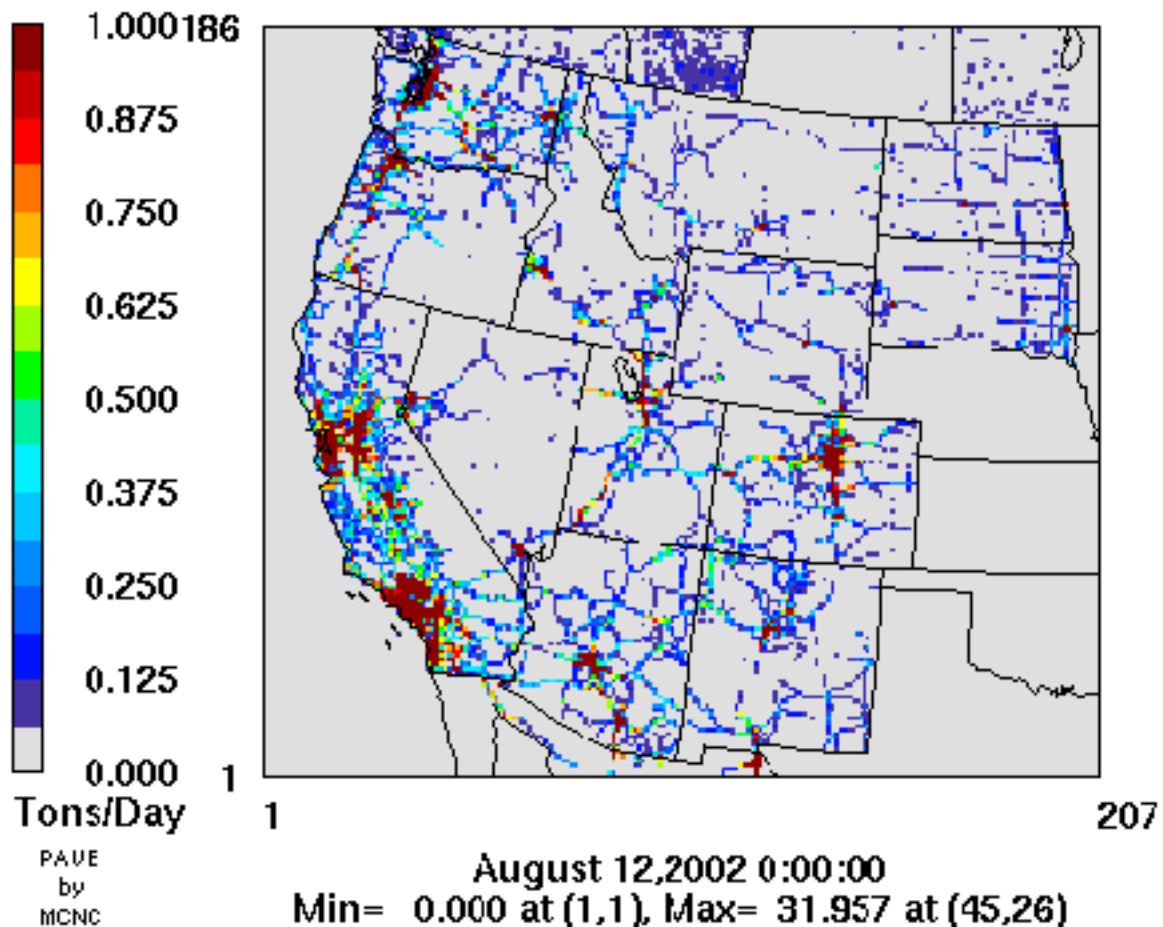 1.000
0.875
0.750
0.625
0.500
0.375
0.250
0.125
0.000
Tons/Day
PAVE
by
MCNC
186
1
1
207
August 12,2002 0:00:00
Min= 0.000 at (1,1), Max= 31.957 at (45,26)